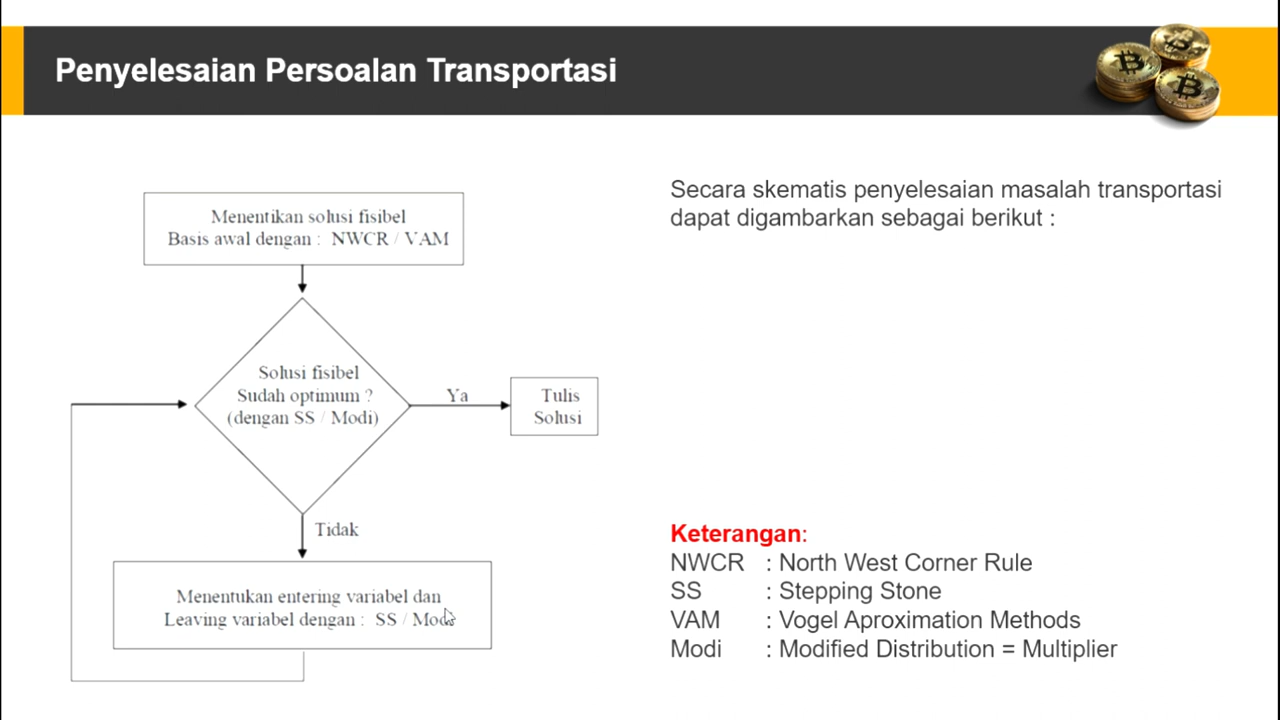 Penyelesaian Persoalan Transportasi
Menentikan solusi fisibel
Basis awal dengan : NWCR / VAM
Solusi fisibel
Sudah optimum ?
(dengan SS / Modi)
Ya
Tulis
Solusi
Tidak
Menentukan entering variabel dan
Leaving variabel dengan : SS / Modi
Secara skematis penyelesaian masalah transportasi
dapat digambarkan sebagai berikut :
Keterangan:
NWCR : North West Corner Rule
SS : Stepping Stone
VAM : Vogel Aproximation Methods
Modi : Modified Distribution = Multiplier